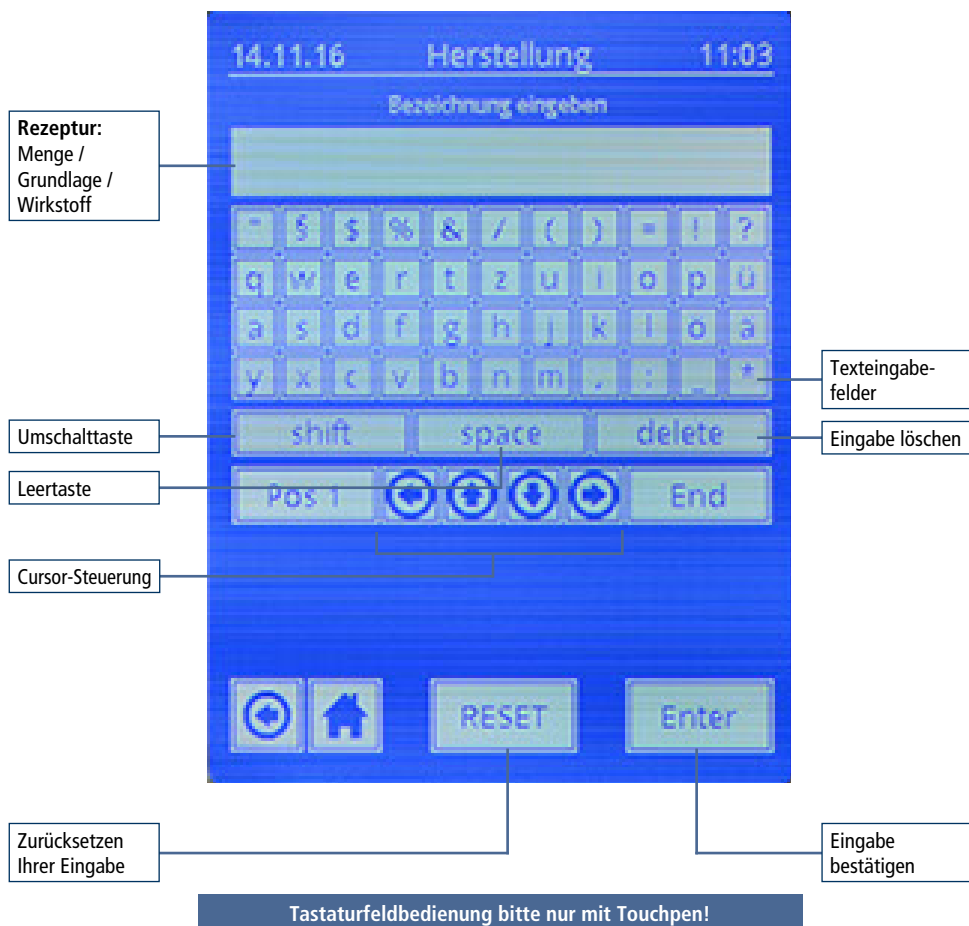 14.11.16 Herstellung 11:03
Bezeichnung eingeben
Rezeptur:
Menge /
Grundlage /
Wirkstoff
§ $ % & / ( ) = ! ?
q w e r t z u i o p ü
a s d f g h j k l ö ä
y x c v b n m . : _ *
Texteingabe-
felder
Umschalttaste
shift space delete
Eingabe löschen
Leertaste
Pos 1 End
Cursor-Steuerung
RESET Enter
Zurücksetzen
Ihrer Eingabe
Eingabe
bestätigen
Tastaturfeldbedienung bitte nur mit Touchpen!